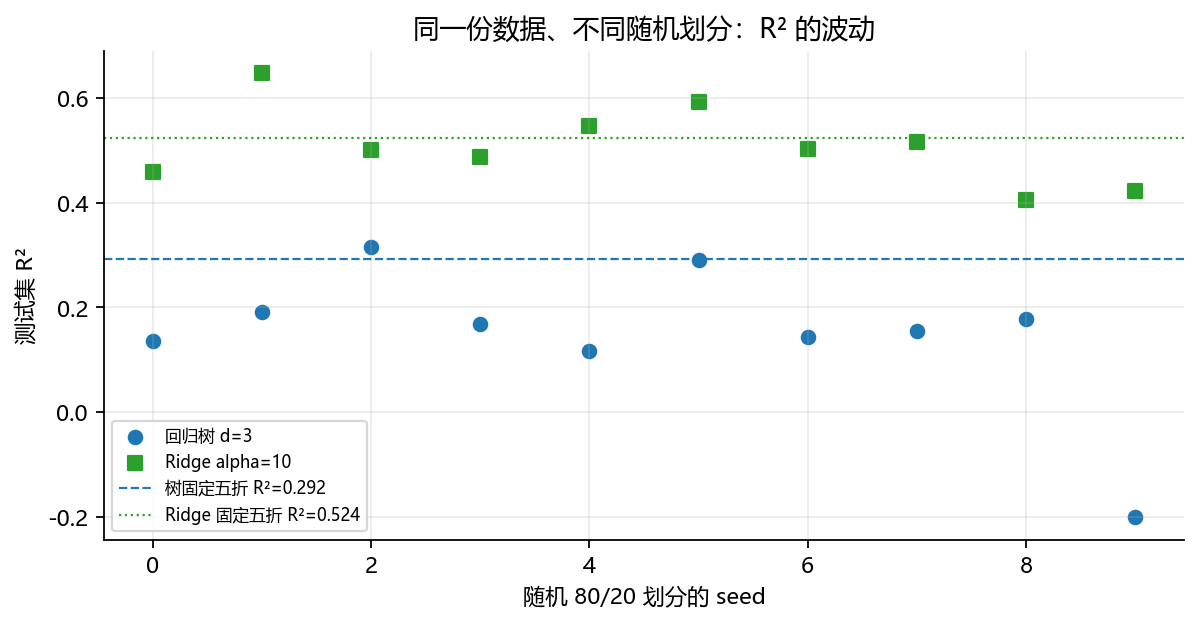 同一份数据、不同随机划分：R² 的波动
测试集 R²
0.6
0.4
0.2
0.0
-0.2
回归树 d=3
Ridge alpha=10
树固定五折 R²=0.292
Ridge 固定五折 R²=0.524
0 2 4 6 8
随机 80/20 划分的 seed